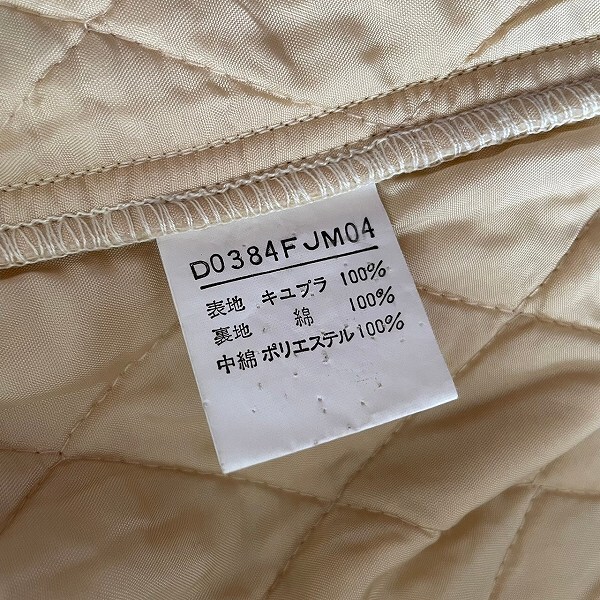 D0384FJM04
表地 キュプラ 100%
裏地 綿 100%
中綿 ポリエステル 100%